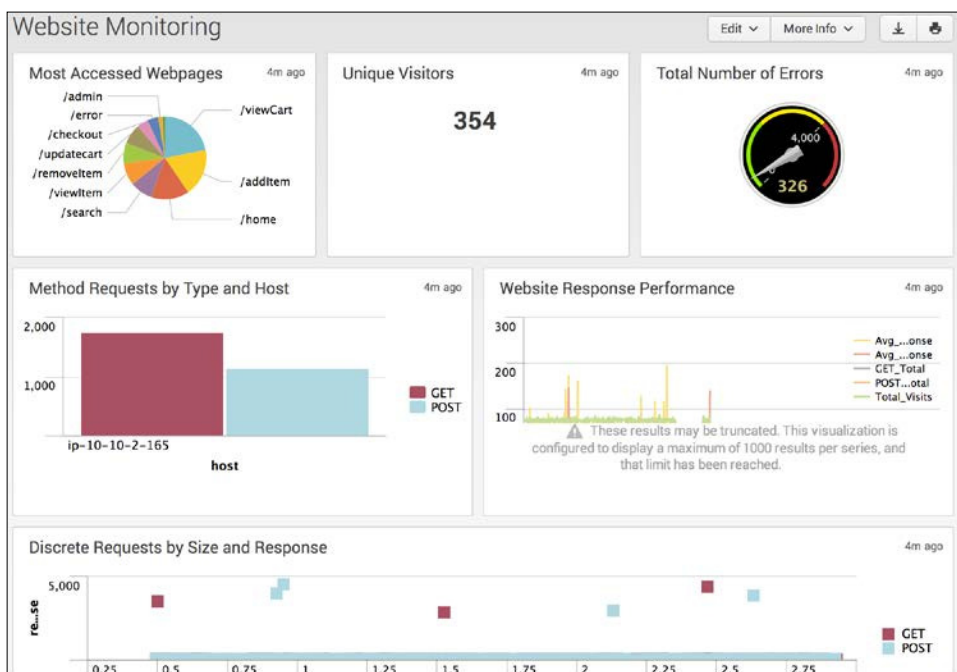 Website Monitoring
Edit
More Info
Most Accessed Webpages
4m ago
/admin
/error
/checkout
/updatecart
/removeItem
/viewItem
/search
/viewCart
/addItem
/home
Unique Visitors
4m ago
354
Total Number of Errors
4m ago
4,000
0
326
Method Requests by Type and Host
4m ago
2,000
1,000
GET
POST
ip-10-10-2-165
host
Website Response Performance
4m ago
300
200
100
Avg_...onse
Avg_...onse
GET_Total
POST...otal
Total_Visits
These results may be truncated. This visualization is
configured to display a maximum of 1000 results per series, and
that limit has been reached.
Discrete Requests by Size and Response
4m ago
5,000
re...se
GET
POST
0.25 0.5 0.75 1 1.25 1.5 1.75 2 2.25 2.5 2.75